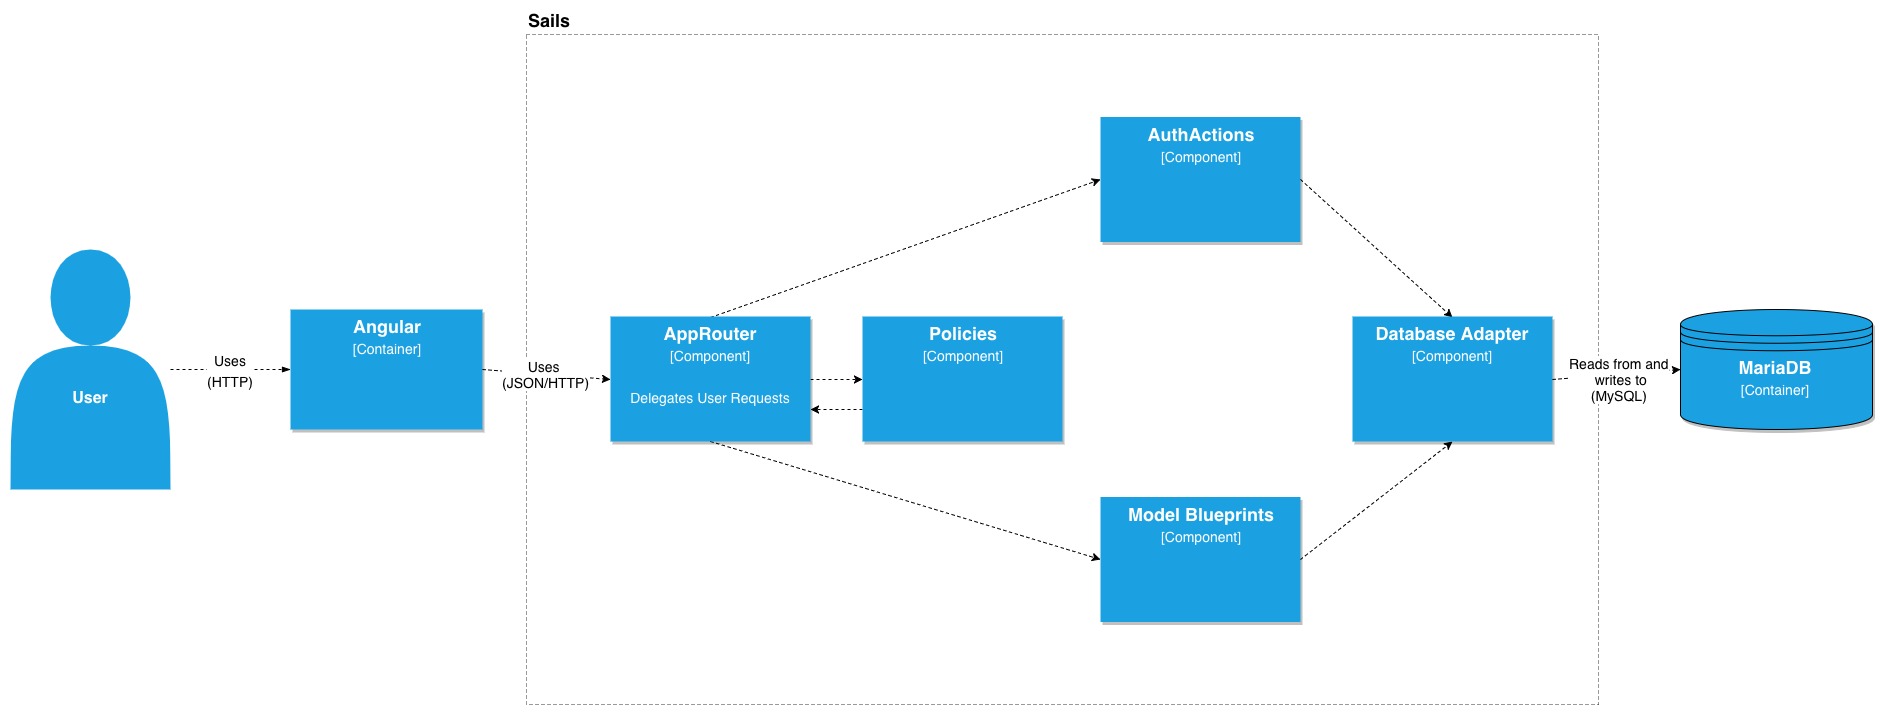 Sails
User
Uses
(HTTP)
Angular
[Container]
Uses
(JSON/HTTP)
AppRouter
[Component]
Delegates User Requests
Policies
[Component]
AuthActions
[Component]
Model Blueprints
[Component]
Database Adapter
[Component]
Reads from and
writes to
(MySQL)
MariaDB
[Container]